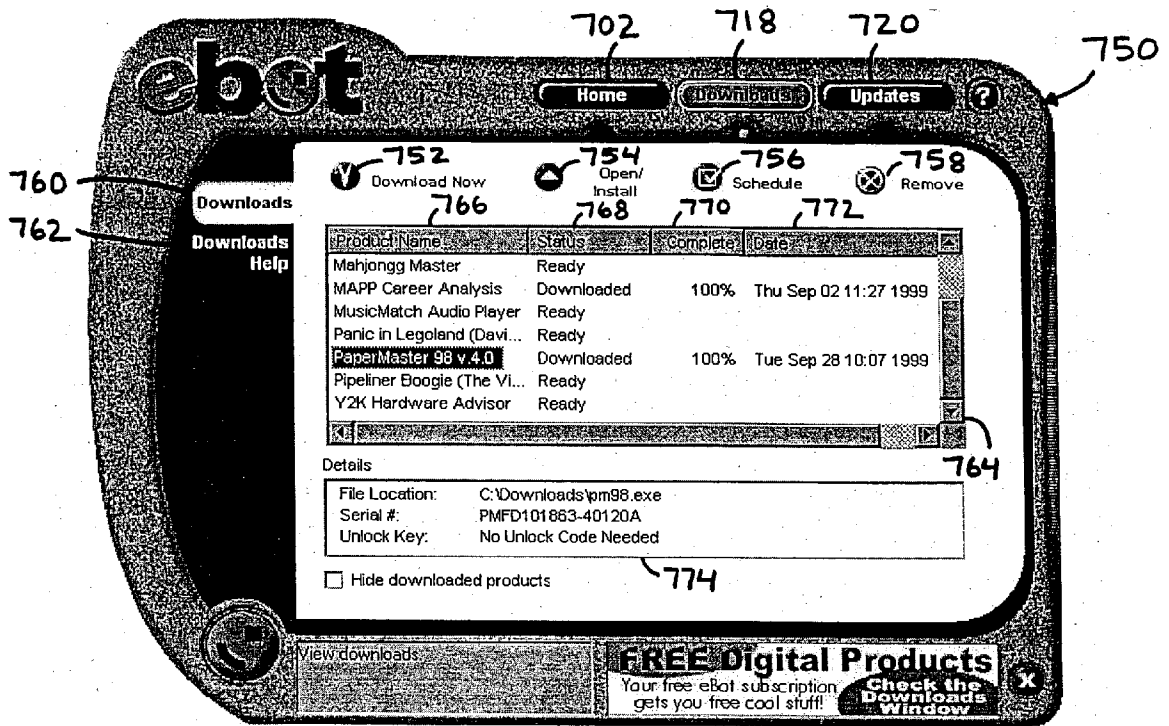 702 718 720 750
ebot
Home Downloads Updates ?
752 754 756 758
Download Now Open/ Install Schedule Remove
760
Downloads
762
Downloads
Help
766 768 770 772
Product Name Status Complete Date
Mahjongg Master Ready
MAPP Career Analysis Downloaded 100% Thu Sep 02 11:27 1999
MusicMatch Audio Player Ready
Panic in Legoland (Davi... Ready
PaperMaster 98 v.4.0 Downloaded 100% Tue Sep 28 10:07 1999
Pipeliner Boogie (The Vi... Ready
Y2K Hardware Advisor Ready
764
Details
File Location: C:\Downloads\pm98.exe
Serial #: PMFD101863-40120A
Unlock Key: No Unlock Code Needed
774
Hide downloaded products
View downloads
FREE Digital Products
Your free eBot subscription
gets you free cool stuff!
Check the
Downloads
Window
X